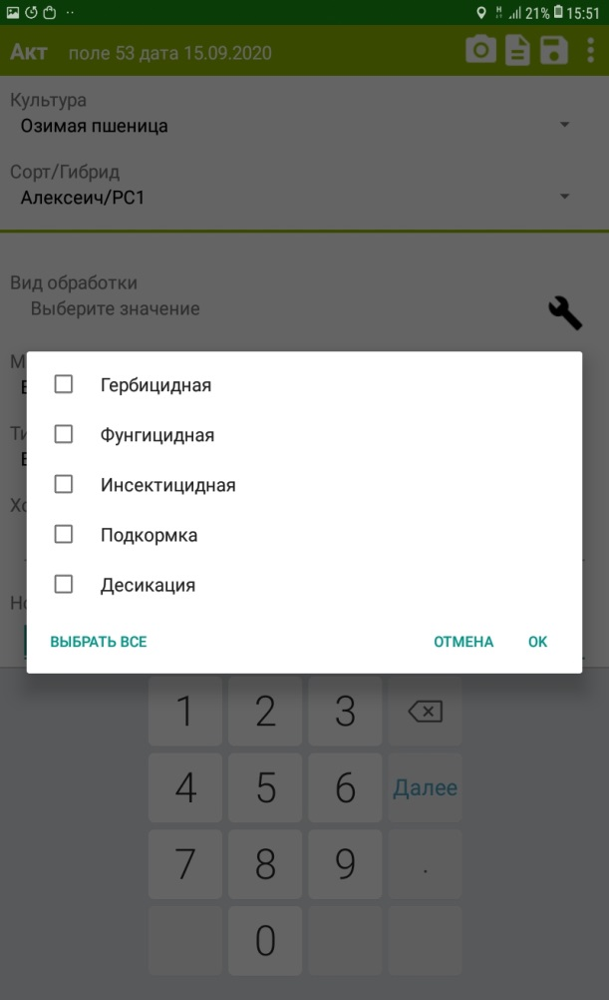 21% 15:51
Акт поле 53 дата 15.09.2020
Культура
Озимая пшеница
Сорт/Гибрид
Алексеич/РС1
Вид обработки
Выберите значение
Гербицидная
Фунгицидная
Инсектицидная
Подкормка
Десикация
ВЫБРАТЬ ВСЕ ОТМЕНА OK
1 2 3
4 5 6 Далее
7 8 9 .
0